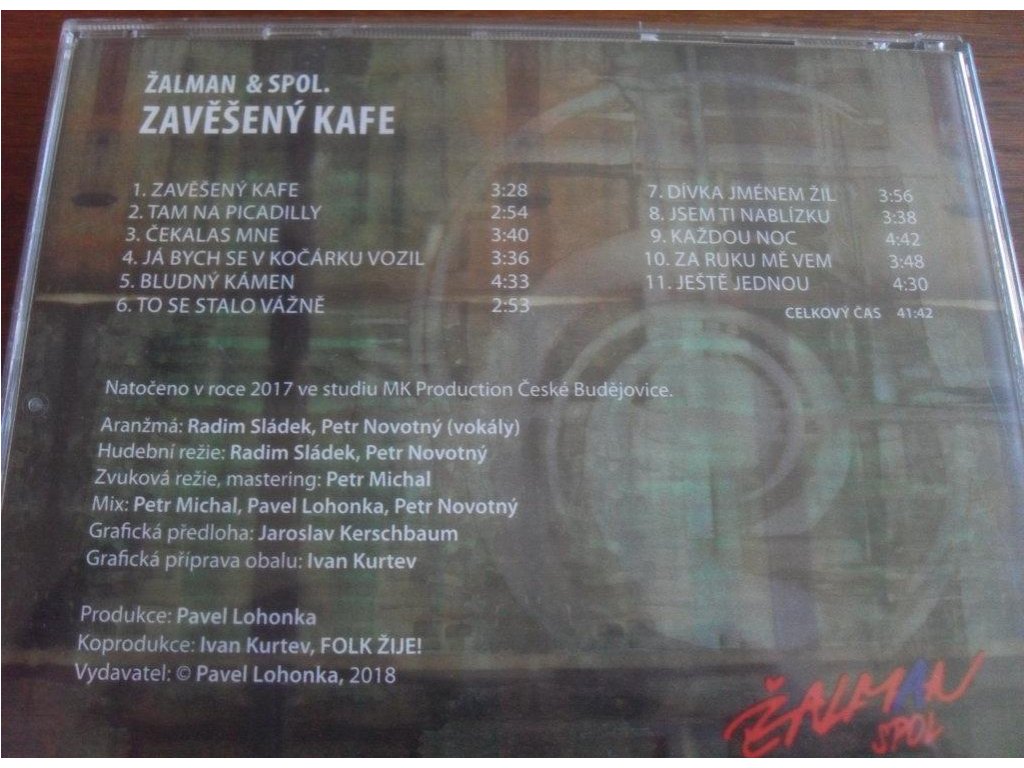 ŽALMAN & SPOL.
ZAVĚŠENÝ KAFE
1. ZAVĚŠENÝ KAFE 3:28
2. TAM NA PICADILLY 2:54
3. ČEKALAS MNE 3:40
4. JÁ BYCH SE V KOČÁRKU VOZIL 3:36
5. BLUDNÝ KÁMEN 4:33
6. TO SE STALO VÁŽNĚ 2:53
7. DÍVKA JMÉNEM ŽIL 3:56
8. JSEM TI NABLÍZKU 3:38
9. KAŽDOU NOC 4:42
10. ZA RUKU MĚ VEM 3:48
11. JEŠTĚ JEDNOU 4:30
CELKOVÝ ČAS 41:42
Natočeno v roce 2017 ve studiu MK Production České Budějovice.
Aranžmá: Radim Sládek, Petr Novotný (vokály)
Hudební režie: Radim Sládek, Petr Novotný
Zvuková režie, mastering: Petr Michal
Mix: Petr Michal, Pavel Lohonka, Petr Novotný
Grafická předloha: Jaroslav Kerschbaum
Grafická příprava obalu: Ivan Kurtev
Produkce: Pavel Lohonka
Koprodukce: Ivan Kurtev, FOLK ŽIJE!
Vydavatel: © Pavel Lohonka, 2018
ŽALMAN
SPOL